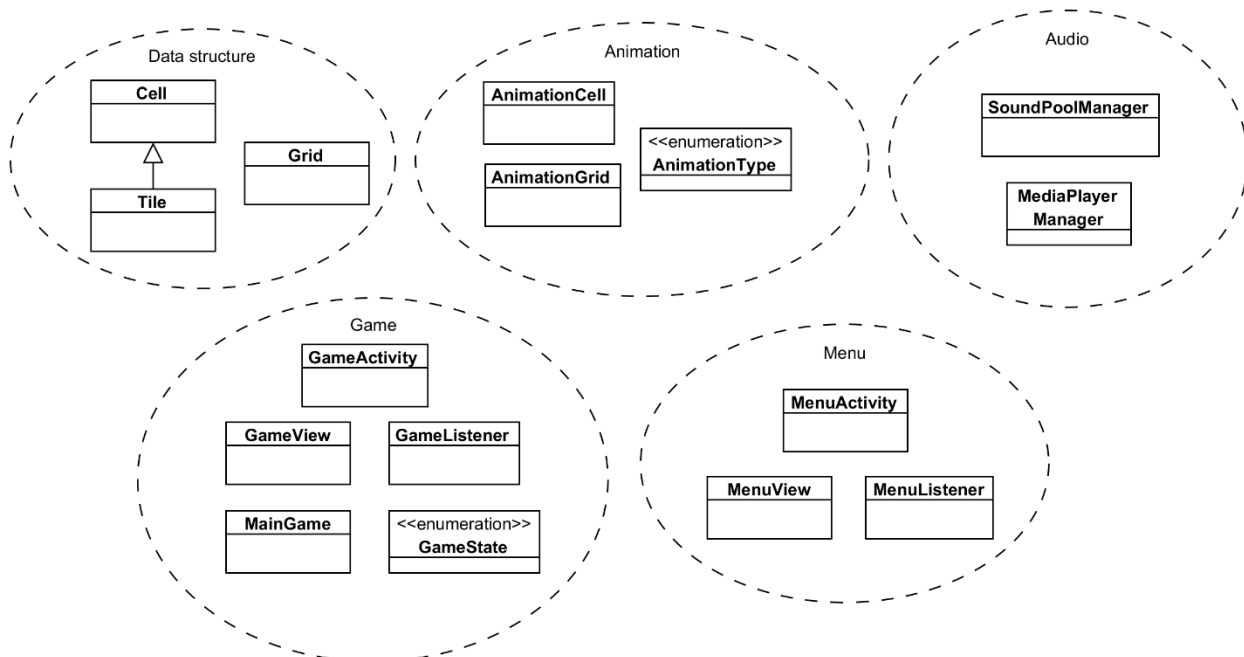 Data structure
Cell
Grid
Tile
Animation
AnimationCell
<<enumeration>>
AnimationType
AnimationGrid
Audio
SoundPoolManager
MediaPlayer
Manager
Game
GameActivity
GameView
GameListener
MainGame
<<enumeration>>
GameState
Menu
MenuActivity
MenuView
MenuListener